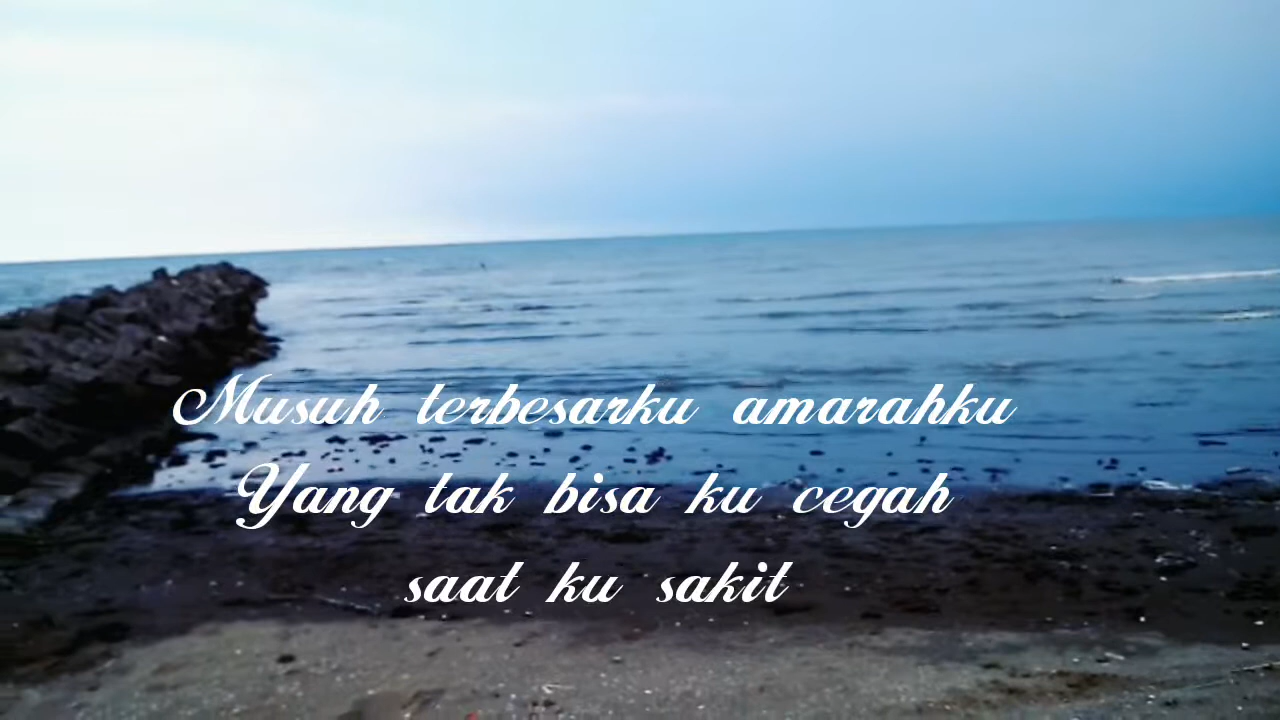 Musuh terbesarku amarahku
Yang tak bisa ku cegah
saat ku sakit